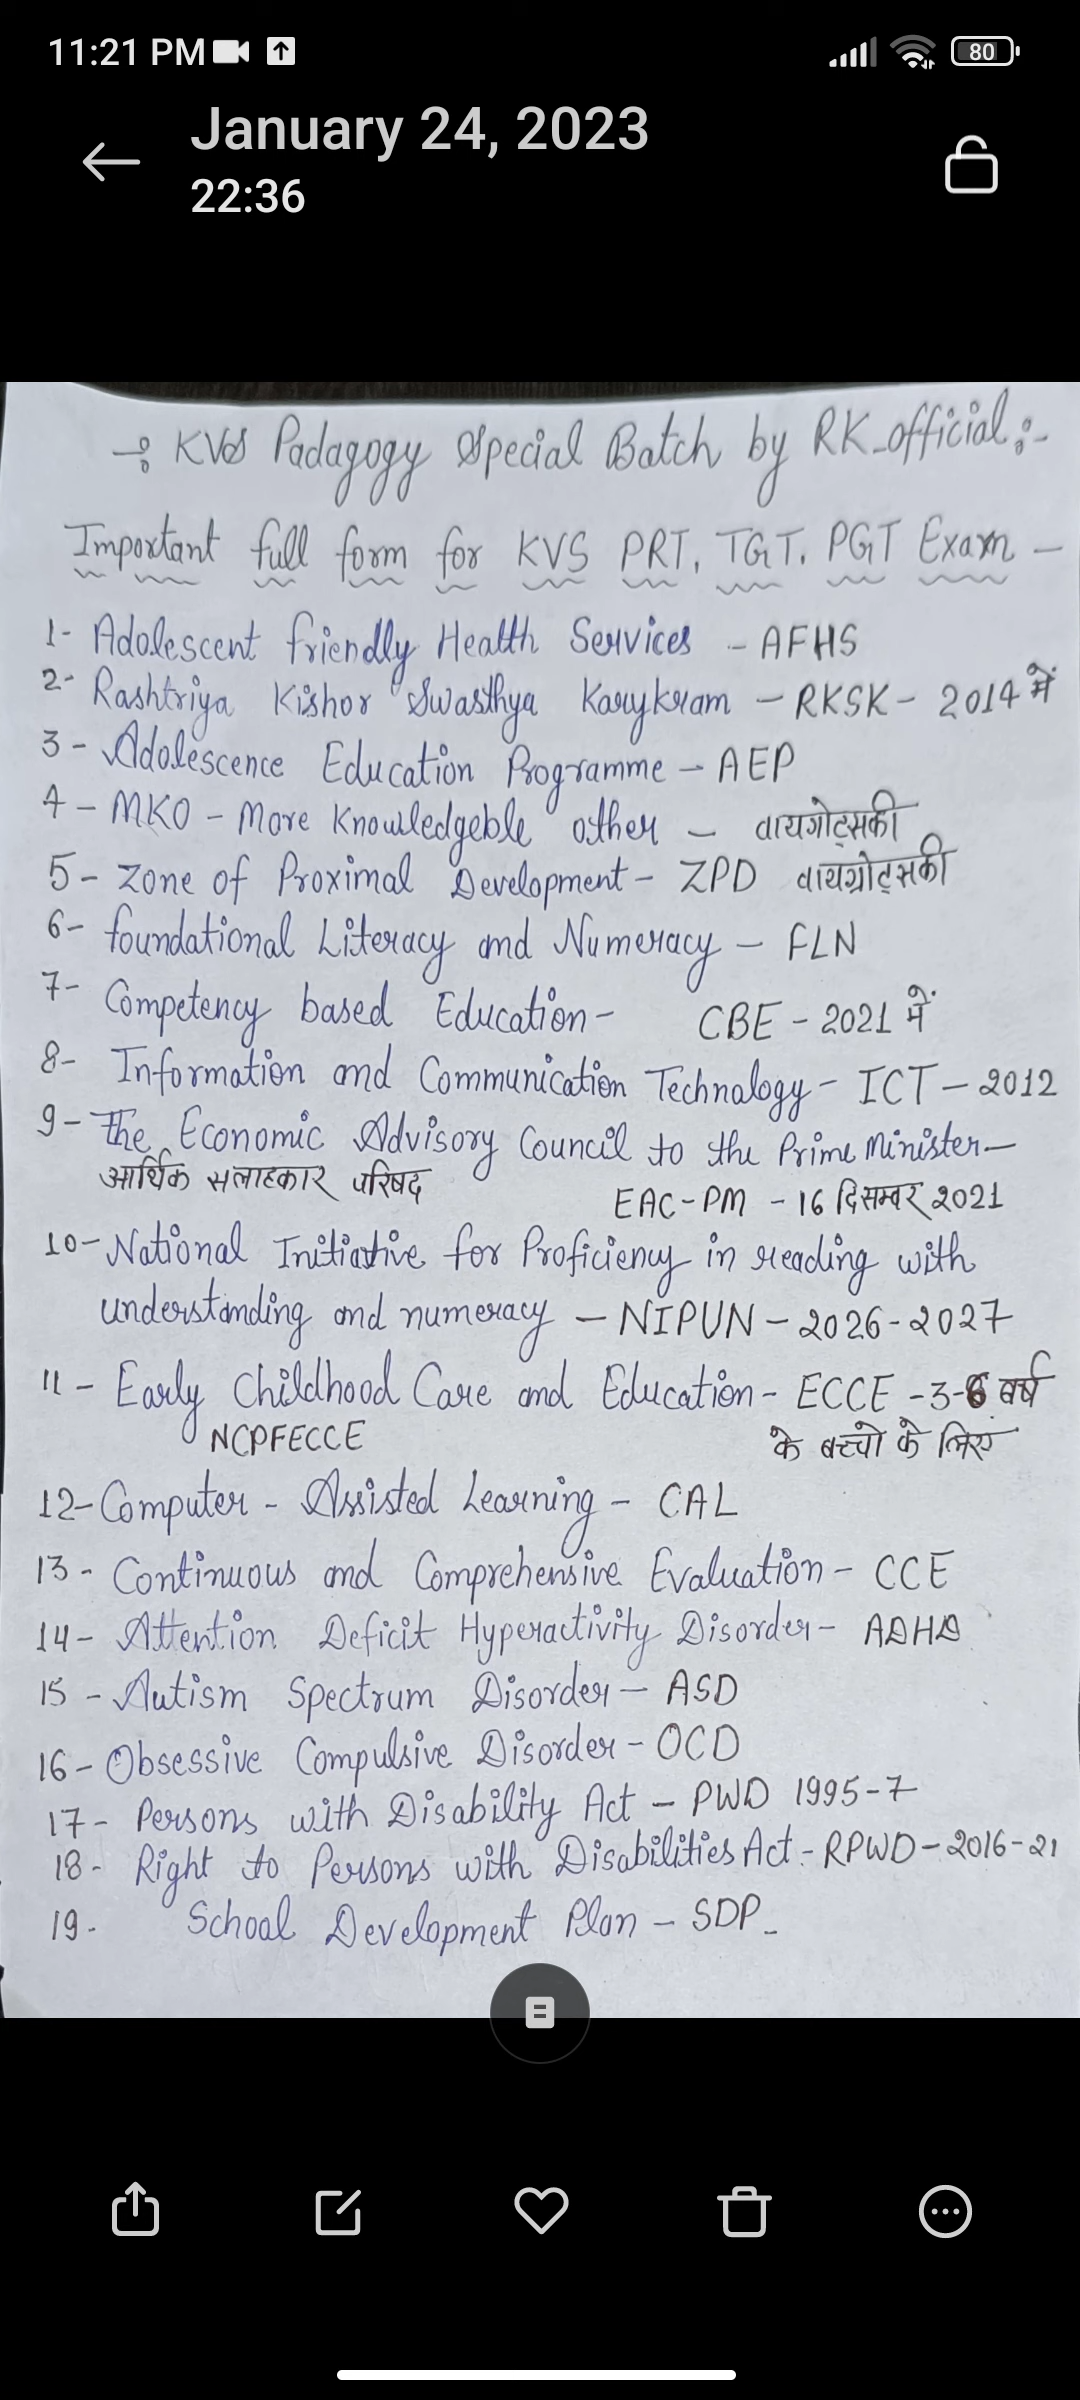 11:21 PM
80
January 24, 2023
22:36
→: KVS Padagogy Special Batch by RK_official :-
Important full form for KVS PRT, TGT, PGT Exam –
1- Adolescent friendly Health Services - AFHS
2- Rashtriya Kishor Swasthya Karykram – RKSK – 2014 में
3 - Adolescence Education Programme – AEP
4 – MKO – More Knowledgeble other – वायगोट्सकी
5 – Zone of Proximal Development – ZPD वायग्रोट्सकी
6 – foundational Literacy and Numeracy – FLN
7- Competency based Education – CBE – 2021 में
8- Information and Communication Technology – ICT – 2012
9 – The Economic Advisory Council to the Prime Minister –
आर्थिक सलाहकार परिषद EAC-PM - 16 दिसम्बर 2021
10 – National Initiative for Proficiency in reading with
understanding and numeracy – NIPUN – 2026-2027
11 – Early Childhood Care and Education – ECCE – 3-6 वर्ष
NCPFECCE के बच्चो के लिए
12 – Computer - Assisted Learning – CAL
13 - Continuous and Comprehensive Evaluation – CCE
14 – Attention Deficit Hyperactivity Disorder – ADHD
15 - Autism Spectrum Disorder – ASD
16 – Obsessive Compulsive Disorder – OCD
17 – Persons with Disability Act – PWD 1995-7
18 - Right to Persons with Disabilities Act - RPWD – 2016-21
19 - School Development Plan – SDP_